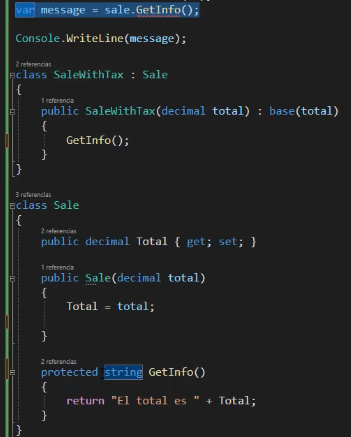 var message = sale.GetInfo();
Console.WriteLine(message);
2 referencias
class SaleWithTax : Sale
{
1 referencia
public SaleWithTax(decimal total) : base(total)
{
GetInfo();
}
}
3 referencias
class Sale
{
2 referencias
public decimal Total { get; set; }
1 referencia
public Sale(decimal total)
{
Total = total;
}
2 referencias
protected string GetInfo()
{
return "El total es " + Total;
}
}